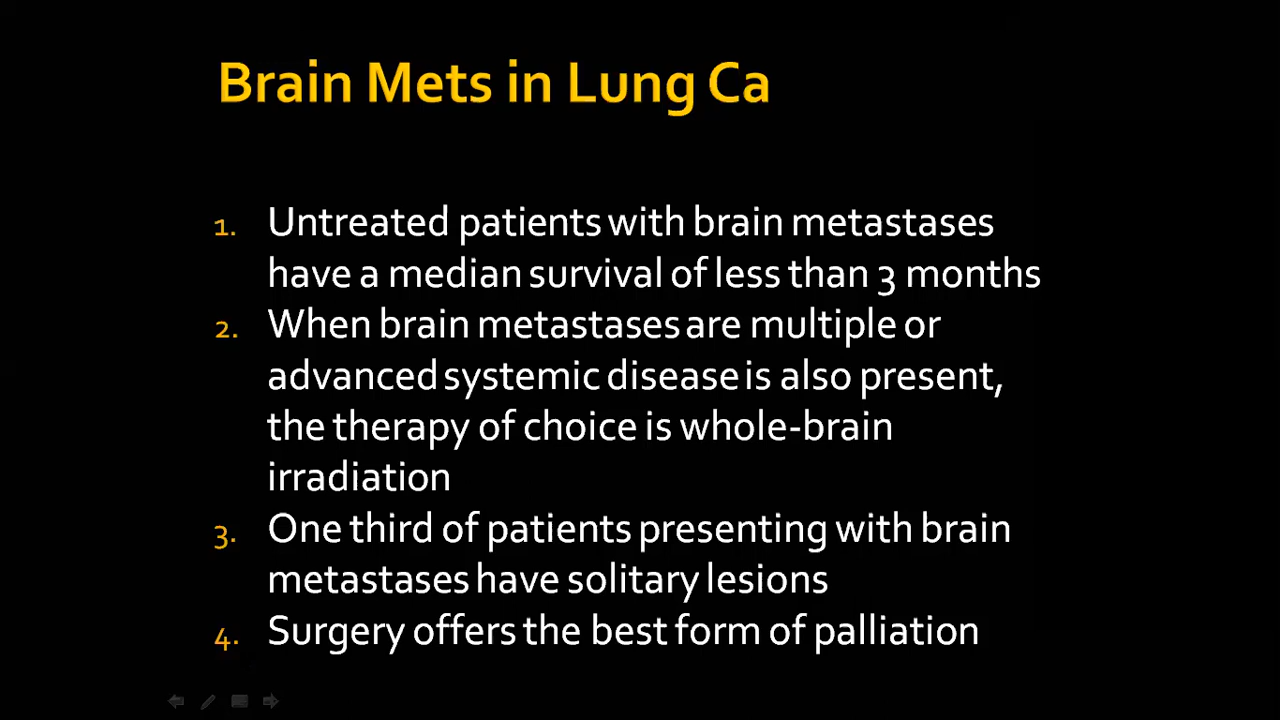 Brain Mets in Lung Ca
1. Untreated patients with brain metastases
have a median survival of less than 3 months
2. When brain metastases are multiple or
advanced systemic disease is also present,
the therapy of choice is whole-brain
irradiation
3. One third of patients presenting with brain
metastases have solitary lesions
4. Surgery offers the best form of palliation